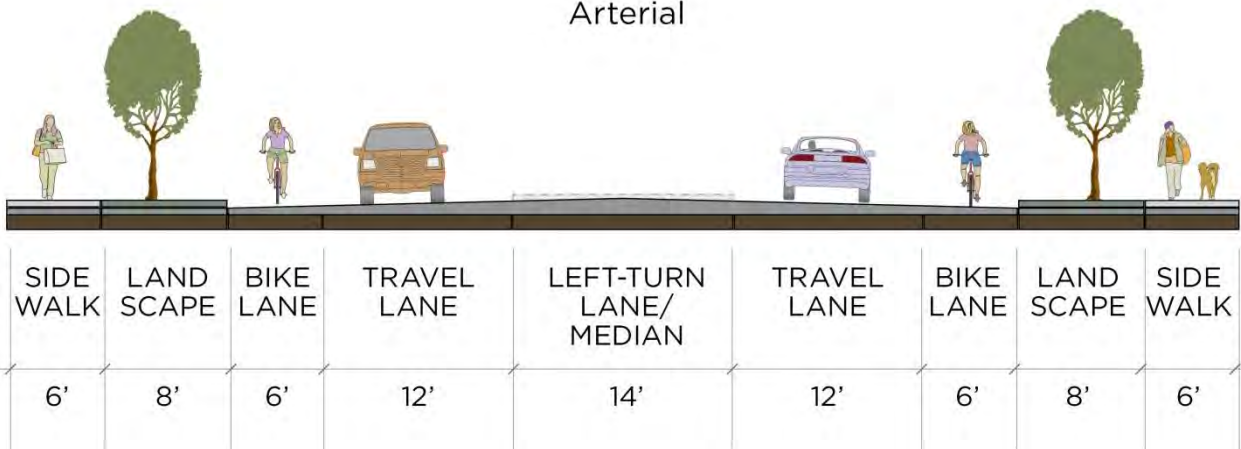 Arterial
SIDE
WALK
LAND
SCAPE
BIKE
LANE
TRAVEL
LANE
LEFT-TURN
LANE/
MEDIAN
TRAVEL
LANE
BIKE
LANE
LAND
SCAPE
SIDE
WALK
6’
8’
6’
12’
14’
12’
6’
8’
6’